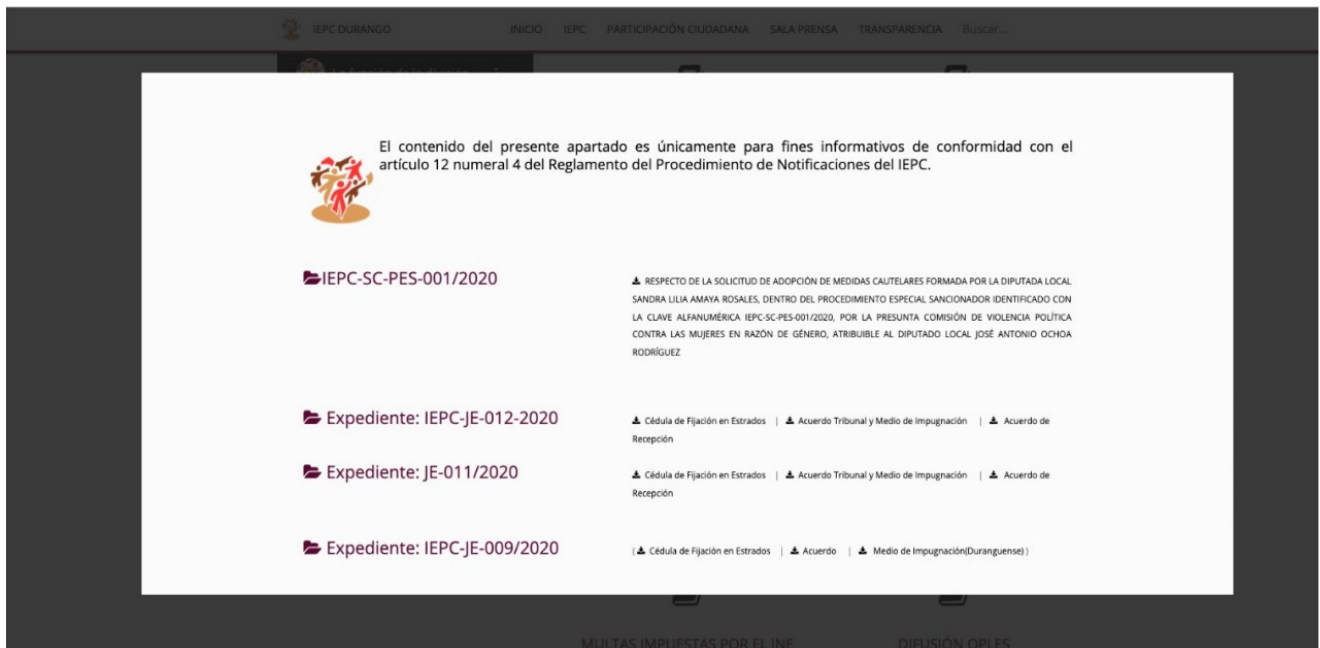 IEPC DURANGO INICIO IEPC PARTICIPACIÓN CIUDADANA SALA PRENSA TRANSPARENCIA Buscar...
El contenido del presente apartado es únicamente para fines informativos de conformidad con el
artículo 12 numeral 4 del Reglamento del Procedimiento de Notificaciones del IEPC.
IEPC-SC-PES-001/2020
RESPECTO DE LA SOLICITUD DE ADOPCIÓN DE MEDIDAS CAUTELARES FORMADA POR LA DIPUTADA LOCAL
SANDRA LILIA AMAYA ROSALES, DENTRO DEL PROCEDIMIENTO ESPECIAL SANCIONADOR IDENTIFICADO CON
LA CLAVE ALFANUMÉRICA IEPC-SC-PES-001/2020, POR LA PRESUNTA COMISIÓN DE VIOLENCIA POLÍTICA
CONTRA LAS MUJERES EN RAZÓN DE GÉNERO, ATRIBUIBLE AL DIPUTADO LOCAL JOSÉ ANTONIO OCHOA
RODRÍGUEZ
Expediente: IEPC-JE-012-2020
Cédula de Fijación en Estrados | Acuerdo Tribunal y Medio de Impugnación | Acuerdo de
Recepción
Expediente: JE-011/2020
Cédula de Fijación en Estrados | Acuerdo Tribunal y Medio de Impugnación | Acuerdo de
Recepción
Expediente: IEPC-JE-009/2020
( Cédula de Fijación en Estrados | Acuerdo | Medio de Impugnación(Duranguense) )
MULTAS IMPUESTAS POR EL INE DIFUSIÓN OPLES